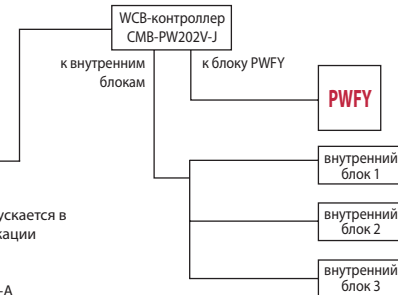 WCB-контроллер
CMB-PW202V-J
к внутренним
блокам
к блоку PWFY
PWFY
внутренний
блок 1
ускается в
кации
внутренний
блок 2
внутренний
блок 3
-А